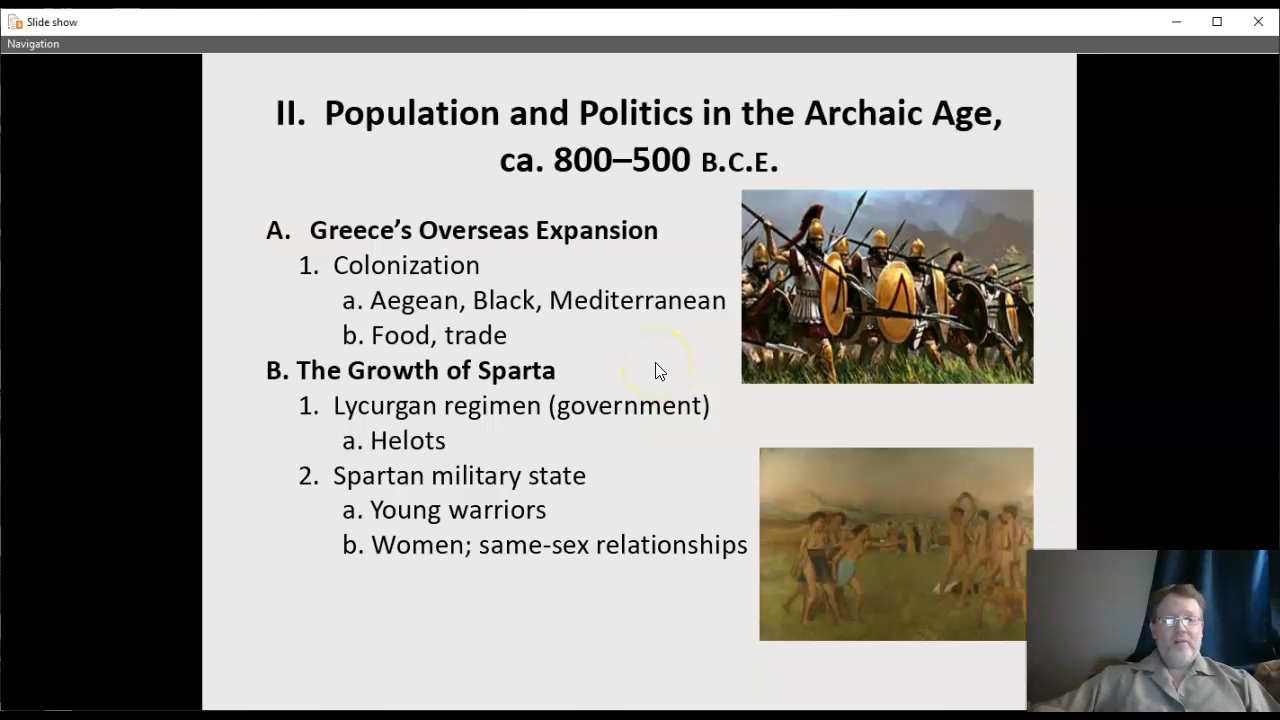 Slide show
Navigation
II. Population and Politics in the Archaic Age,
ca. 800–500 B.C.E.
A. Greece’s Overseas Expansion
1. Colonization
a. Aegean, Black, Mediterranean
b. Food, trade
B. The Growth of Sparta
1. Lycurgan regimen (government)
a. Helots
2. Spartan military state
a. Young warriors
b. Women; same-sex relationships